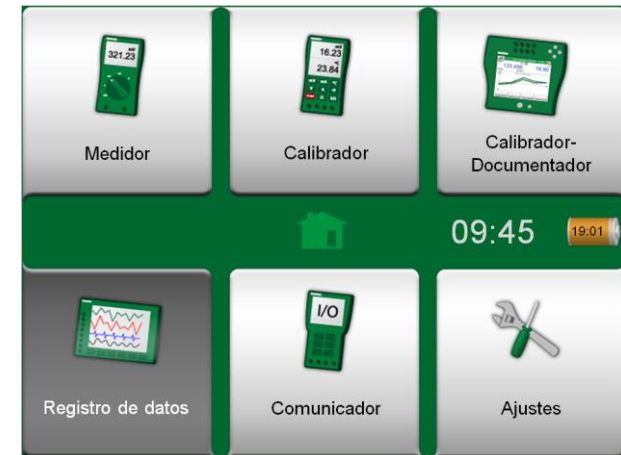 321.23
Medidor
16.23
23.84
Calibrador
Calibrador-
Documentador
09:45
19:01
Registro de datos
I/O
Comunicador
Ajustes